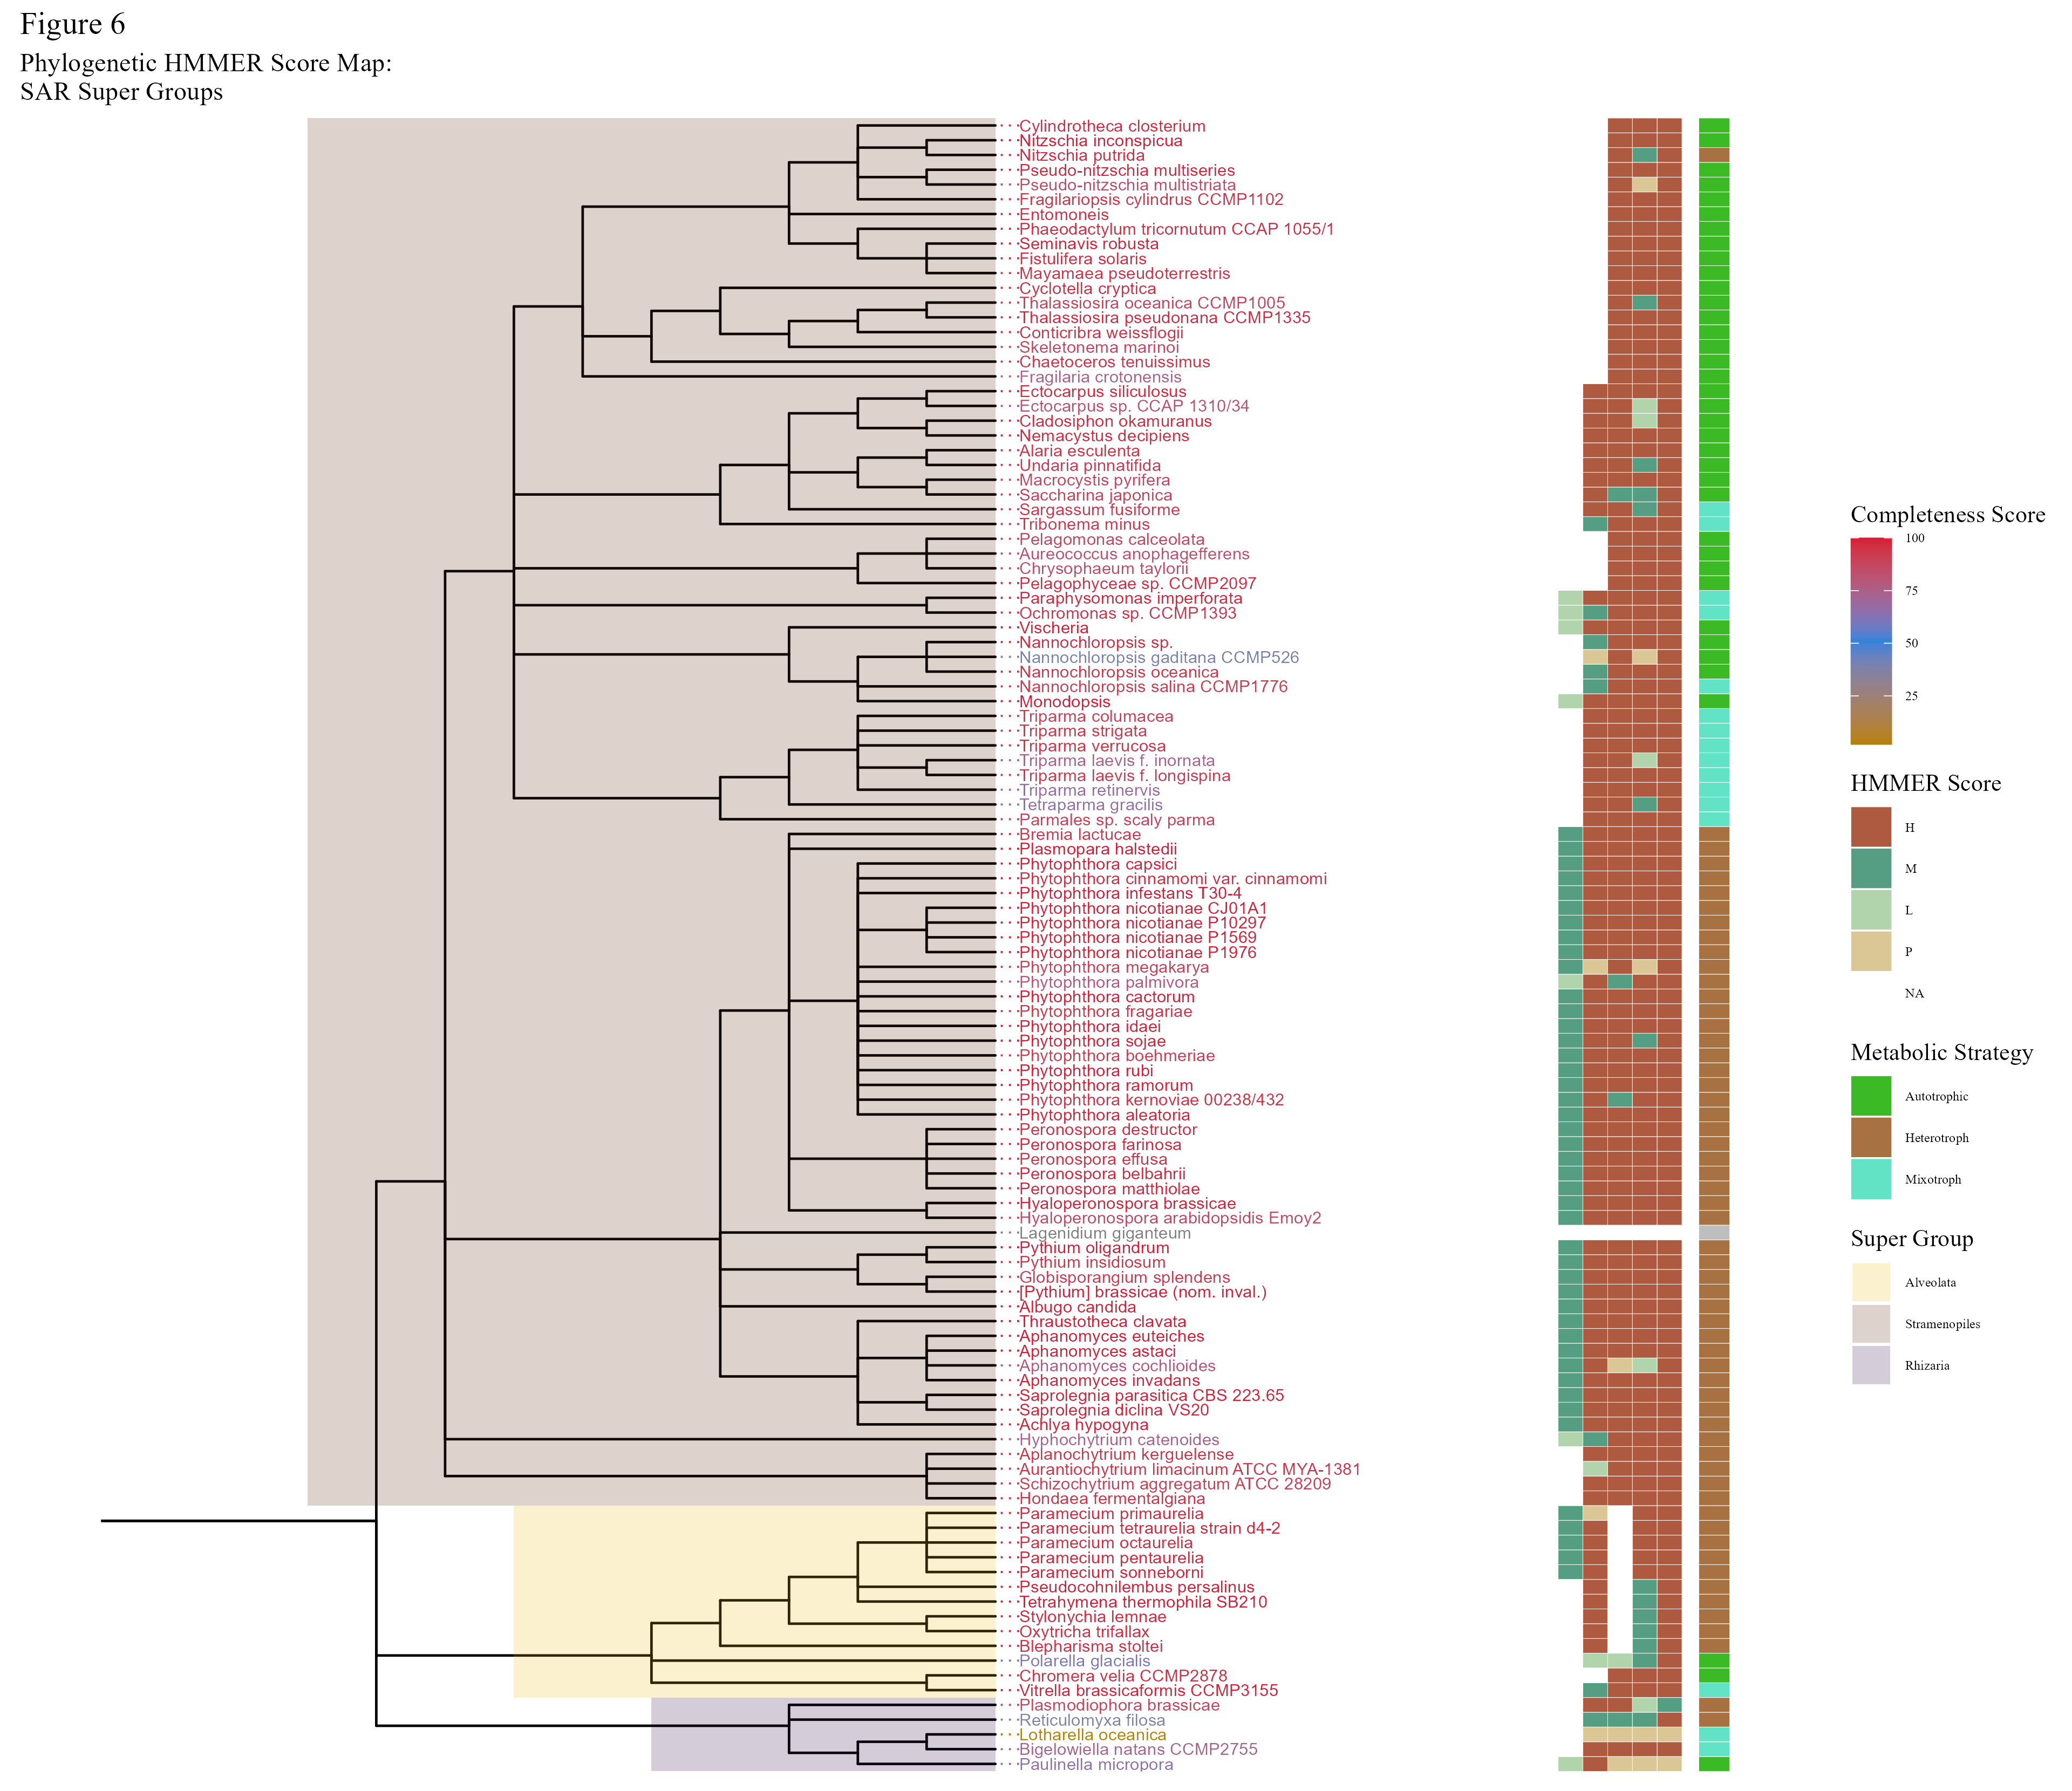 Figure 6
Phylogenetic HMMER Score Map:
SAR Super Groups
Cylindrotheca closterium
Nitzschia inconspicua
Nitzschia putrida
Pseudo-nitzschia multiseries
Pseudo-nitzschia multistriata
Fragilariopsis cylindrus CCMP1102
Entomoneis
Phaeodactylum tricornutum CCAP 1055/1
Seminavis robusta
Fistulifera solaris
Mayamaea pseudoterrestris
Cyclotella cryptica
Thalassiosira oceanica CCMP1005
Thalassiosira pseudonana CCMP1335
Conticribra weissflogii
Skeletonema marinoi
Chaetoceros tenuissimus
Fragilaria crotonensis
Ectocarpus siliculosus
Ectocarpus sp. CCAP 1310/34
Cladosiphon okamuranus
Nemacystus decipiens
Alaria esculenta
Undaria pinnatifida
Macrocystis pyrifera
Saccharina japonica
Sargassum fusiforme
Tribonema minus
Pelagomonas calceolata
Aureococcus anophagefferens
Chrysophaeum taylorii
Pelagophyceae sp. CCMP2097
Paraphysomonas imperforata
Ochromonas sp. CCMP1393
Vischeria
Nannochloropsis sp.
Nannochloropsis gaditana CCMP526
Nannochloropsis oceanica
Nannochloropsis salina CCMP1776
Monodopsis
Triparma columacea
Triparma strigata
Triparma verrucosa
Triparma laevis f. inornata
Triparma laevis f. longispina
Triparma retinervis
Tetraparma gracilis
Parmales sp. scaly parma
Bremia lactucae
Plasmopara halstedii
Phytophthora capsici
Phytophthora cinnamomi var. cinnamomi
Phytophthora infestans T30-4
Phytophthora nicotianae CJ01A1
Phytophthora nicotianae P10297
Phytophthora nicotianae P1569
Phytophthora nicotianae P1976
Phytophthora megakarya
Phytophthora palmivora
Phytophthora cactorum
Phytophthora fragariae
Phytophthora idaei
Phytophthora sojae
Phytophthora boehmeriae
Phytophthora rubi
Phytophthora ramorum
Phytophthora kernoviae 00238/432
Phytophthora aleatoria
Peronospora destructor
Peronospora farinosa
Peronospora effusa
Peronospora belbahrii
Peronospora matthiolae
Hyaloperonospora brassicae
Hyaloperonospora arabidopsidis Emoy2
Lagenidium giganteum
Pythium oligandrum
Pythium insidiosum
Globisporangium splendens
[Pythium] brassicae (nom. inval.)
Albugo candida
Thraustotheca clavata
Aphanomyces euteiches
Aphanomyces astaci
Aphanomyces cochlioides
Aphanomyces invadans
Saprolegnia parasitica CBS 223.65
Saprolegnia diclina VS20
Achlya hypogyna
Hyphochytrium catenoides
Aplanochytrium kerguelense
Aurantiochytrium limacinum ATCC MYA-1381
Schizochytrium aggregatum ATCC 28209
Hondaea fermentalgiana
Paramecium primaurelia
Paramecium tetraurelia strain d4-2
Paramecium octaurelia
Paramecium pentaurelia
Paramecium sonneborni
Pseudocohnilembus persalinus
Tetrahymena thermophila SB210
Stylonychia lemnae
Oxytricha trifallax
Blepharisma stoltei
Polarella glacialis
Chromera velia CCMP2878
Vitrella brassicaformis CCMP3155
Plasmodiophora brassicae
Reticulomyxa filosa
Lotharella oceanica
Bigelowiella natans CCMP2755
Paulinella micropora
Completeness Score
100
75
50
25
HMMER Score
H
M
L
P
NA
Metabolic Strategy
Autotrophic
Heterotroph
Mixotroph
Super Group
Alveolata
Stramenopiles
Rhizaria